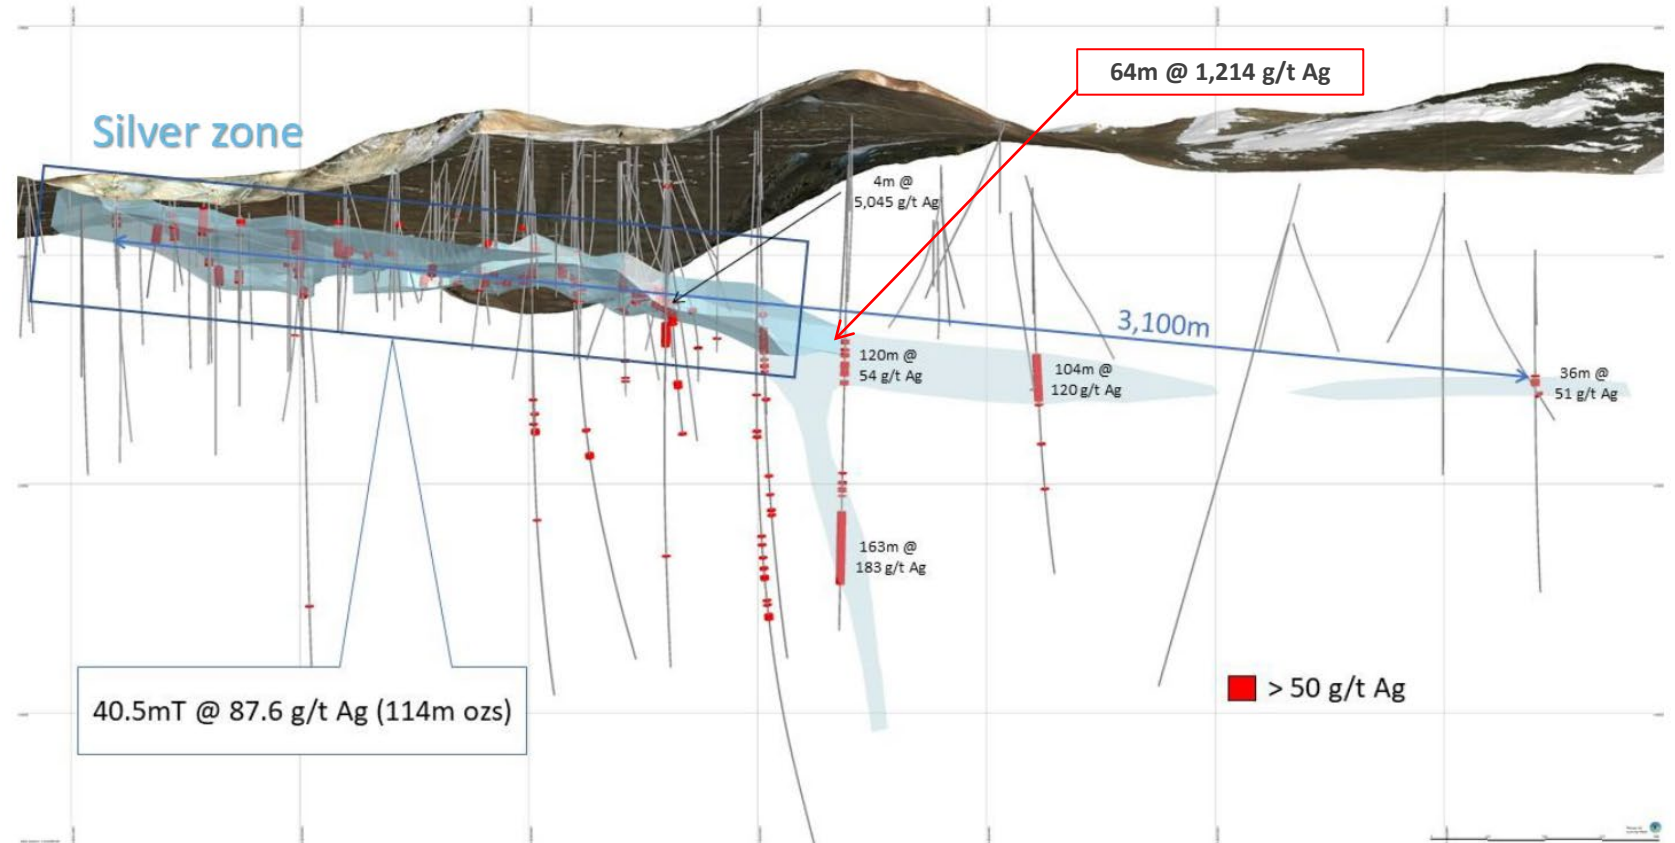 64m @ 1,214 g/t Ag
Silver zone
4m @
5,045 g/t Ag
3,100m
120m @
54 g/t Ag
104m @
120 g/t Ag
36m @
51 g/t Ag
163m @
183 g/t Ag
> 50 g/t Ag
40.5mT @ 87.6 g/t Ag (114m ozs)